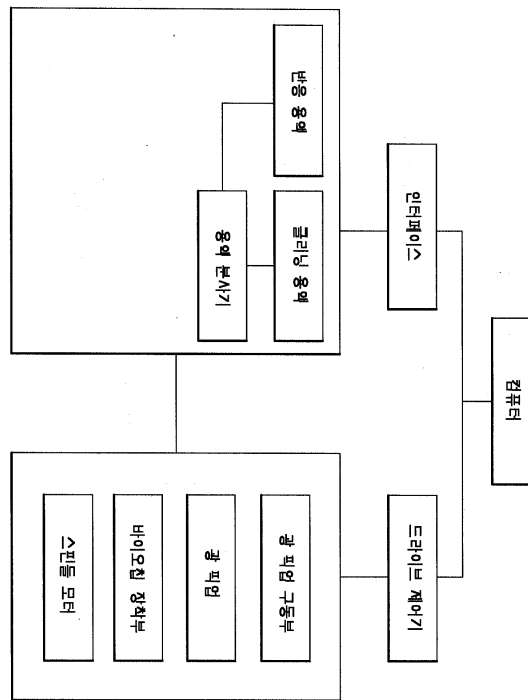 컴퓨터
인터페이스
드라이브 제어기
반응 용액
클리닝 용액
용액 분사기
광 픽업 구동부
광 픽업
바이오칩 장착부
스핀들 모터